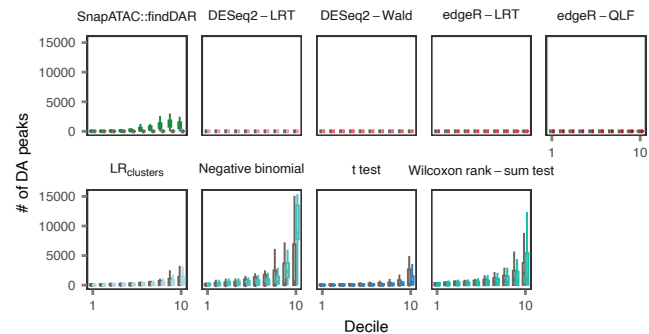 SnapATAC::findDAR DESeq2 – LRT DESeq2 – Wald edgeR – LRT edgeR – QLF
15000
10000
5000
0
1 10
# of DA peaks
LRclusters Negative binomial t test Wilcoxon rank – sum test
15000
10000
5000
0
1 10 1 10 1 10 1 10
Decile